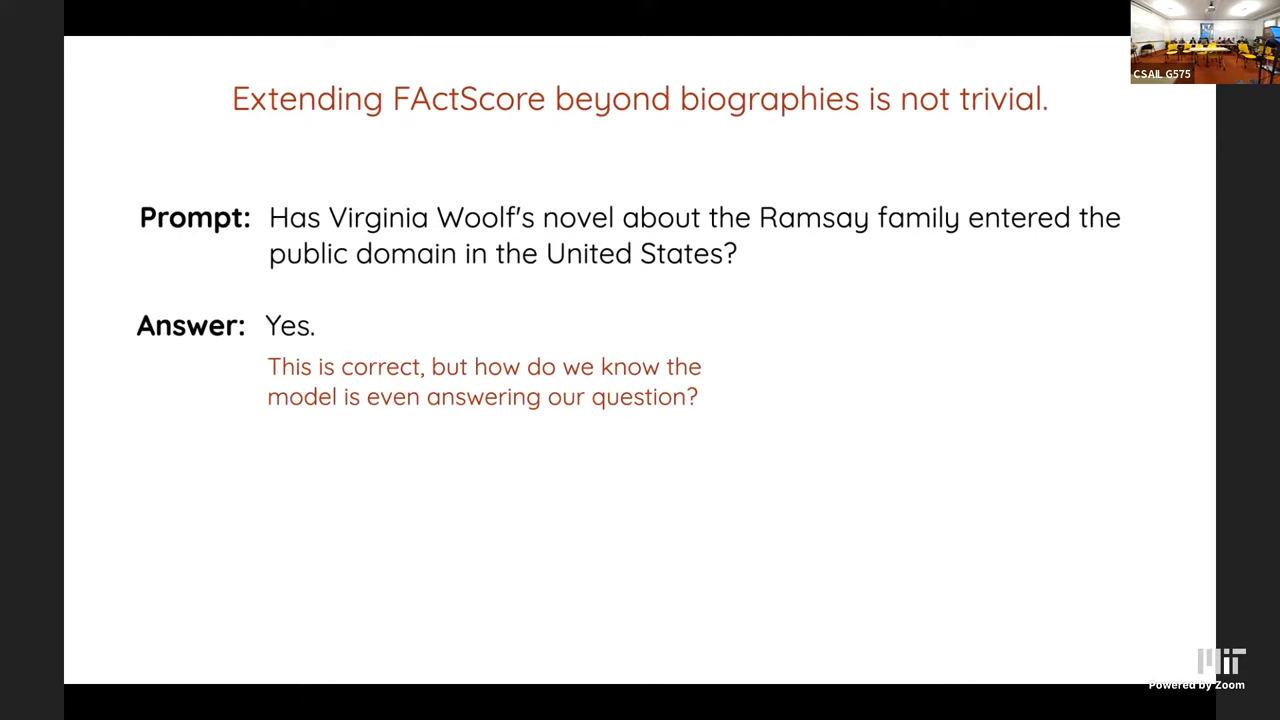 CSAIL G575
Extending FActScore beyond biographies is not trivial.
Prompt: Has Virginia Woolf's novel about the Ramsay family entered the
public domain in the United States?
Answer: Yes.
This is correct, but how do we know the
model is even answering our question?
MIT
Powered by Zoom